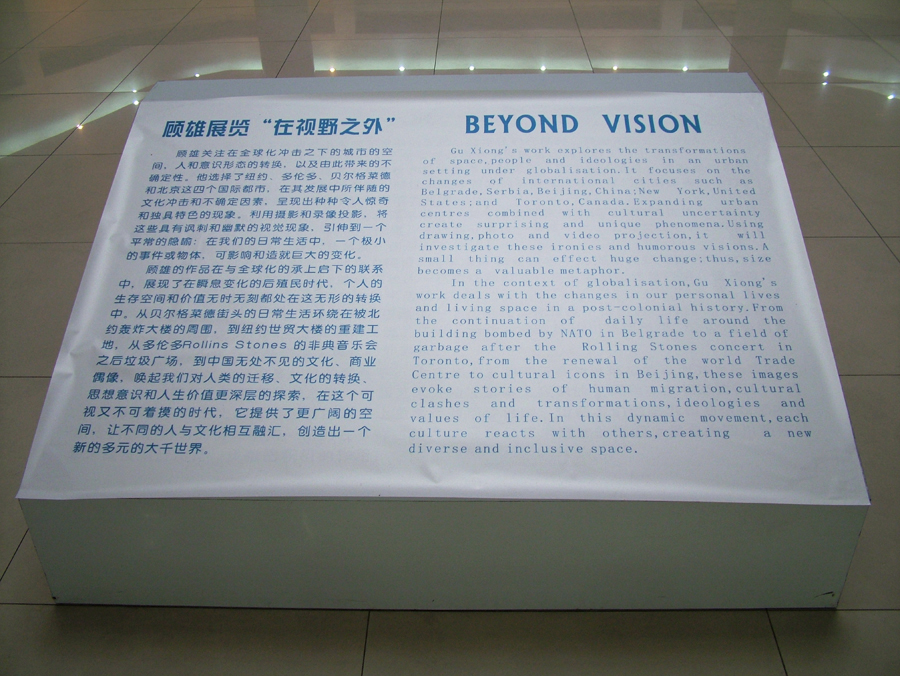 顾雄展览“在视野之外”
顾雄关注在全球化冲击之下的城市的空
间，人和意识形态的转换，以及由此带来的不
确定性。他选择了纽约、多伦多、贝尔格莱德
和北京这四个国际都市，在其发展中所伴随的
文化冲击和不确定因素，呈现出种种令人惊奇
和独具特色的现象。利用摄影和录像投影，将
这些具有讽刺和幽默的视觉现象，引伸到一个
平常的隐喻：在我们的日常生活中，一个极小
的事件或物体，可影响和造就巨大的变化。
顾雄的作品在与全球化的承上启下的联系
中，展现了在瞬息变化的后殖民时代，个人的
生存空间和价值无时无刻都处在这无形的转换
中。从贝尔格莱德街头的日常生活环绕在被北
约轰炸大楼的周围，到纽约世贸大楼的重建工
地，从多伦多Rollins Stones 的非典音乐会
之后垃圾广场，到中国无处不见的文化、商业
偶像，唤起我们对人类的迁移、文化的转换、
思想意识和人生价值更深层的探索，在这个可
视又不可着摸的时代，它提供了更广阔的空
间，让不同的人与文化相互融汇，创造出一个
新的多元的大千世界。
BEYOND VISION
Gu Xiong's work explores the transformations
of space,people and ideologies in an urban
setting under globalisation.It focuses on the
changes of international cities such as
Belgrade,Serbia,Beijing,China;New York,United
States;and Toronto,Canada.Expanding urban
centres combined with cultural uncertainty
create surprising and unique phenomena.Using
drawing,photo and video projection,it will
investigate these ironies and humorous visions.A
small thing can effect huge change;thus,size
becomes a valuable metaphor.
In the context of globalisation,Gu Xiong's
work deals with the changes in our personal lives
and living space in a post-colonial history.From
the continuation of daily life around the
building bombed by NATO in Belgrade to a field of
garbage after the Rolling Stones concert in
Toronto,from the renewal of the world Trade
Centre to cultural icons in Beijing,these images
evoke stories of human migration,cultural
clashes and transformations,ideologies and
values of life.In this dynamic movement,each
culture reacts with others,creating a new
diverse and inclusive space.